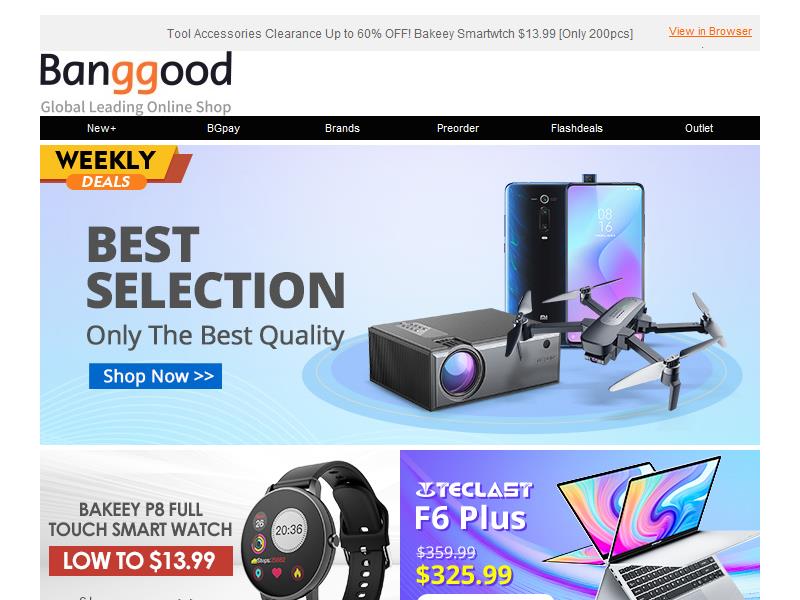 Tool Accessories Clearance Up to 60% OFF! Bakeey Smartwtch $13.99 [Only 200pcs]
View in Browser
Banggood
Global Leading Online Shop
New+ BGpay Brands Preorder Flashdeals Outlet
WEEKLY
DEALS
BEST
SELECTION
Only The Best Quality
Shop Now >>
08
16
MI
BAKEEY P8 FULL
TOUCH SMART WATCH
LOW TO $13.99
26
20:36
TECLAST
F6 Plus
$359.99
$325.99